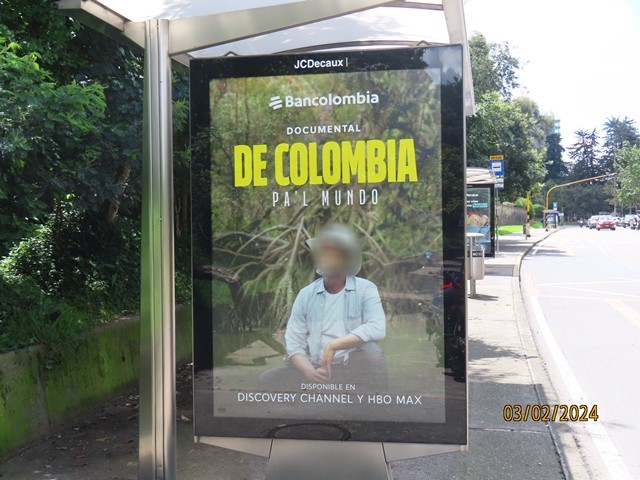 JCDecaux
Bancolombia
DOCUMENTAL
DE COLOMBIA
PA'L MUNDO
DISPONIBLE EN
DISCOVERY CHANNEL Y HBO MAX
03/02/2024